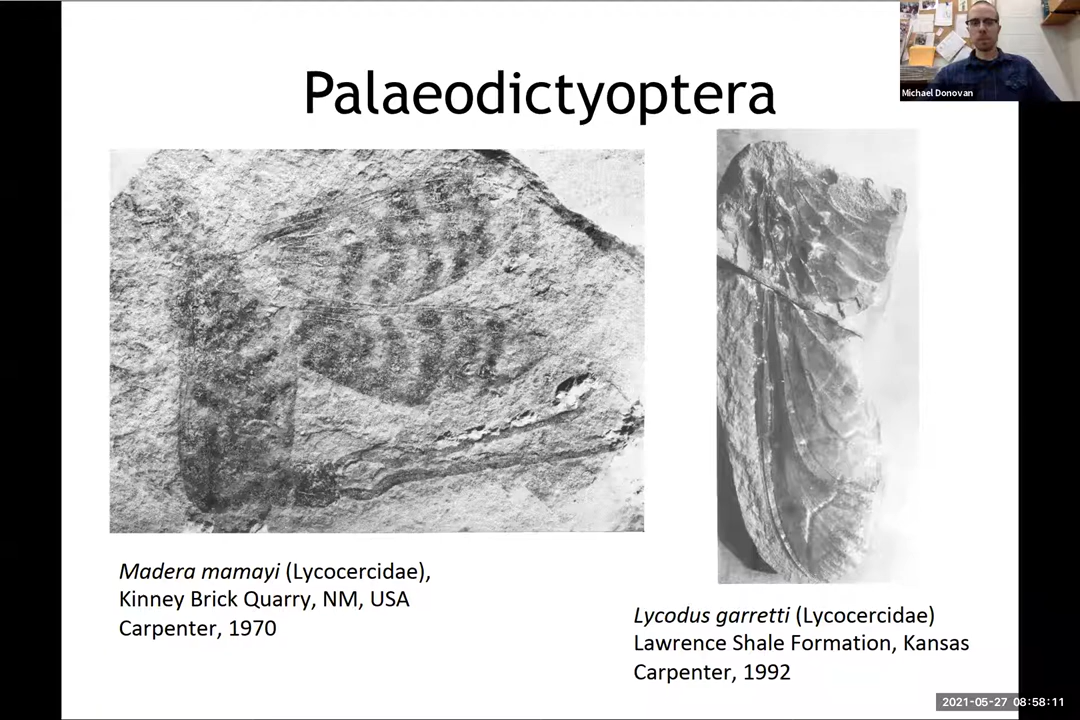 Palaeodictyoptera
Michael Donovan
Madera mamayi (Lycocercidae),
Kinney Brick Quarry, NM, USA
Carpenter, 1970
Lycodus garretti (Lycocercidae)
Lawrence Shale Formation, Kansas
Carpenter, 1992
2021-05-27 08:58:11